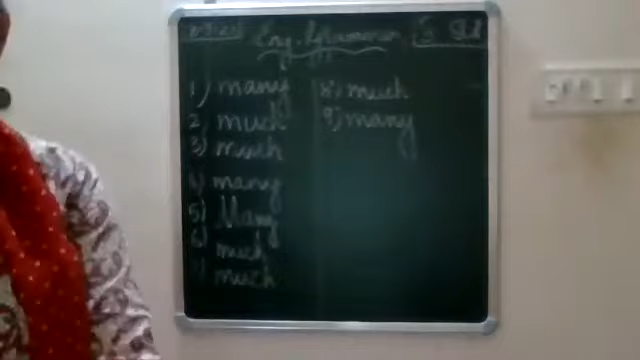 Eng. Grammar
1) many
2) much
3) much
4) many
5) Many
6) much
7) much
8) much
9) many